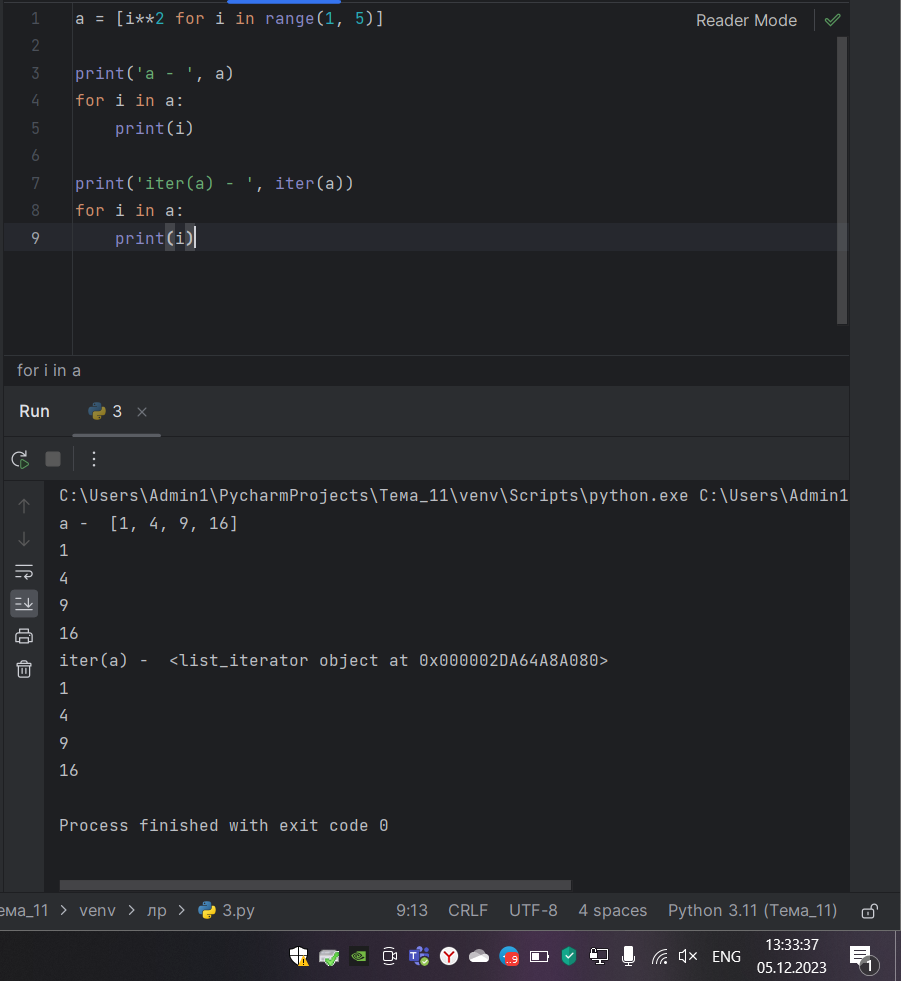 1 a = [i**2 for i in range(1, 5)]
Reader Mode
2
3 print('a - ', a)
4 for i in a:
5     print(i)
6
7 print('iter(a) - ', iter(a))
8 for i in a:
9     print(i)
for i in a
Run 3
C:\Users\Admin1\PycharmProjects\Тема_11\venv\Scripts\python.exe C:\Users\Admin1
a -  [1, 4, 9, 16]
1
4
9
16
iter(a) -  <list_iterator object at 0x000002DA64A8A080>
1
4
9
16
Process finished with exit code 0
ема_11 > venv > лр > 3.py 9:13 CRLF UTF-8 4 spaces Python 3.11 (Тема_11)
ENG
13:33:37
05.12.2023
1